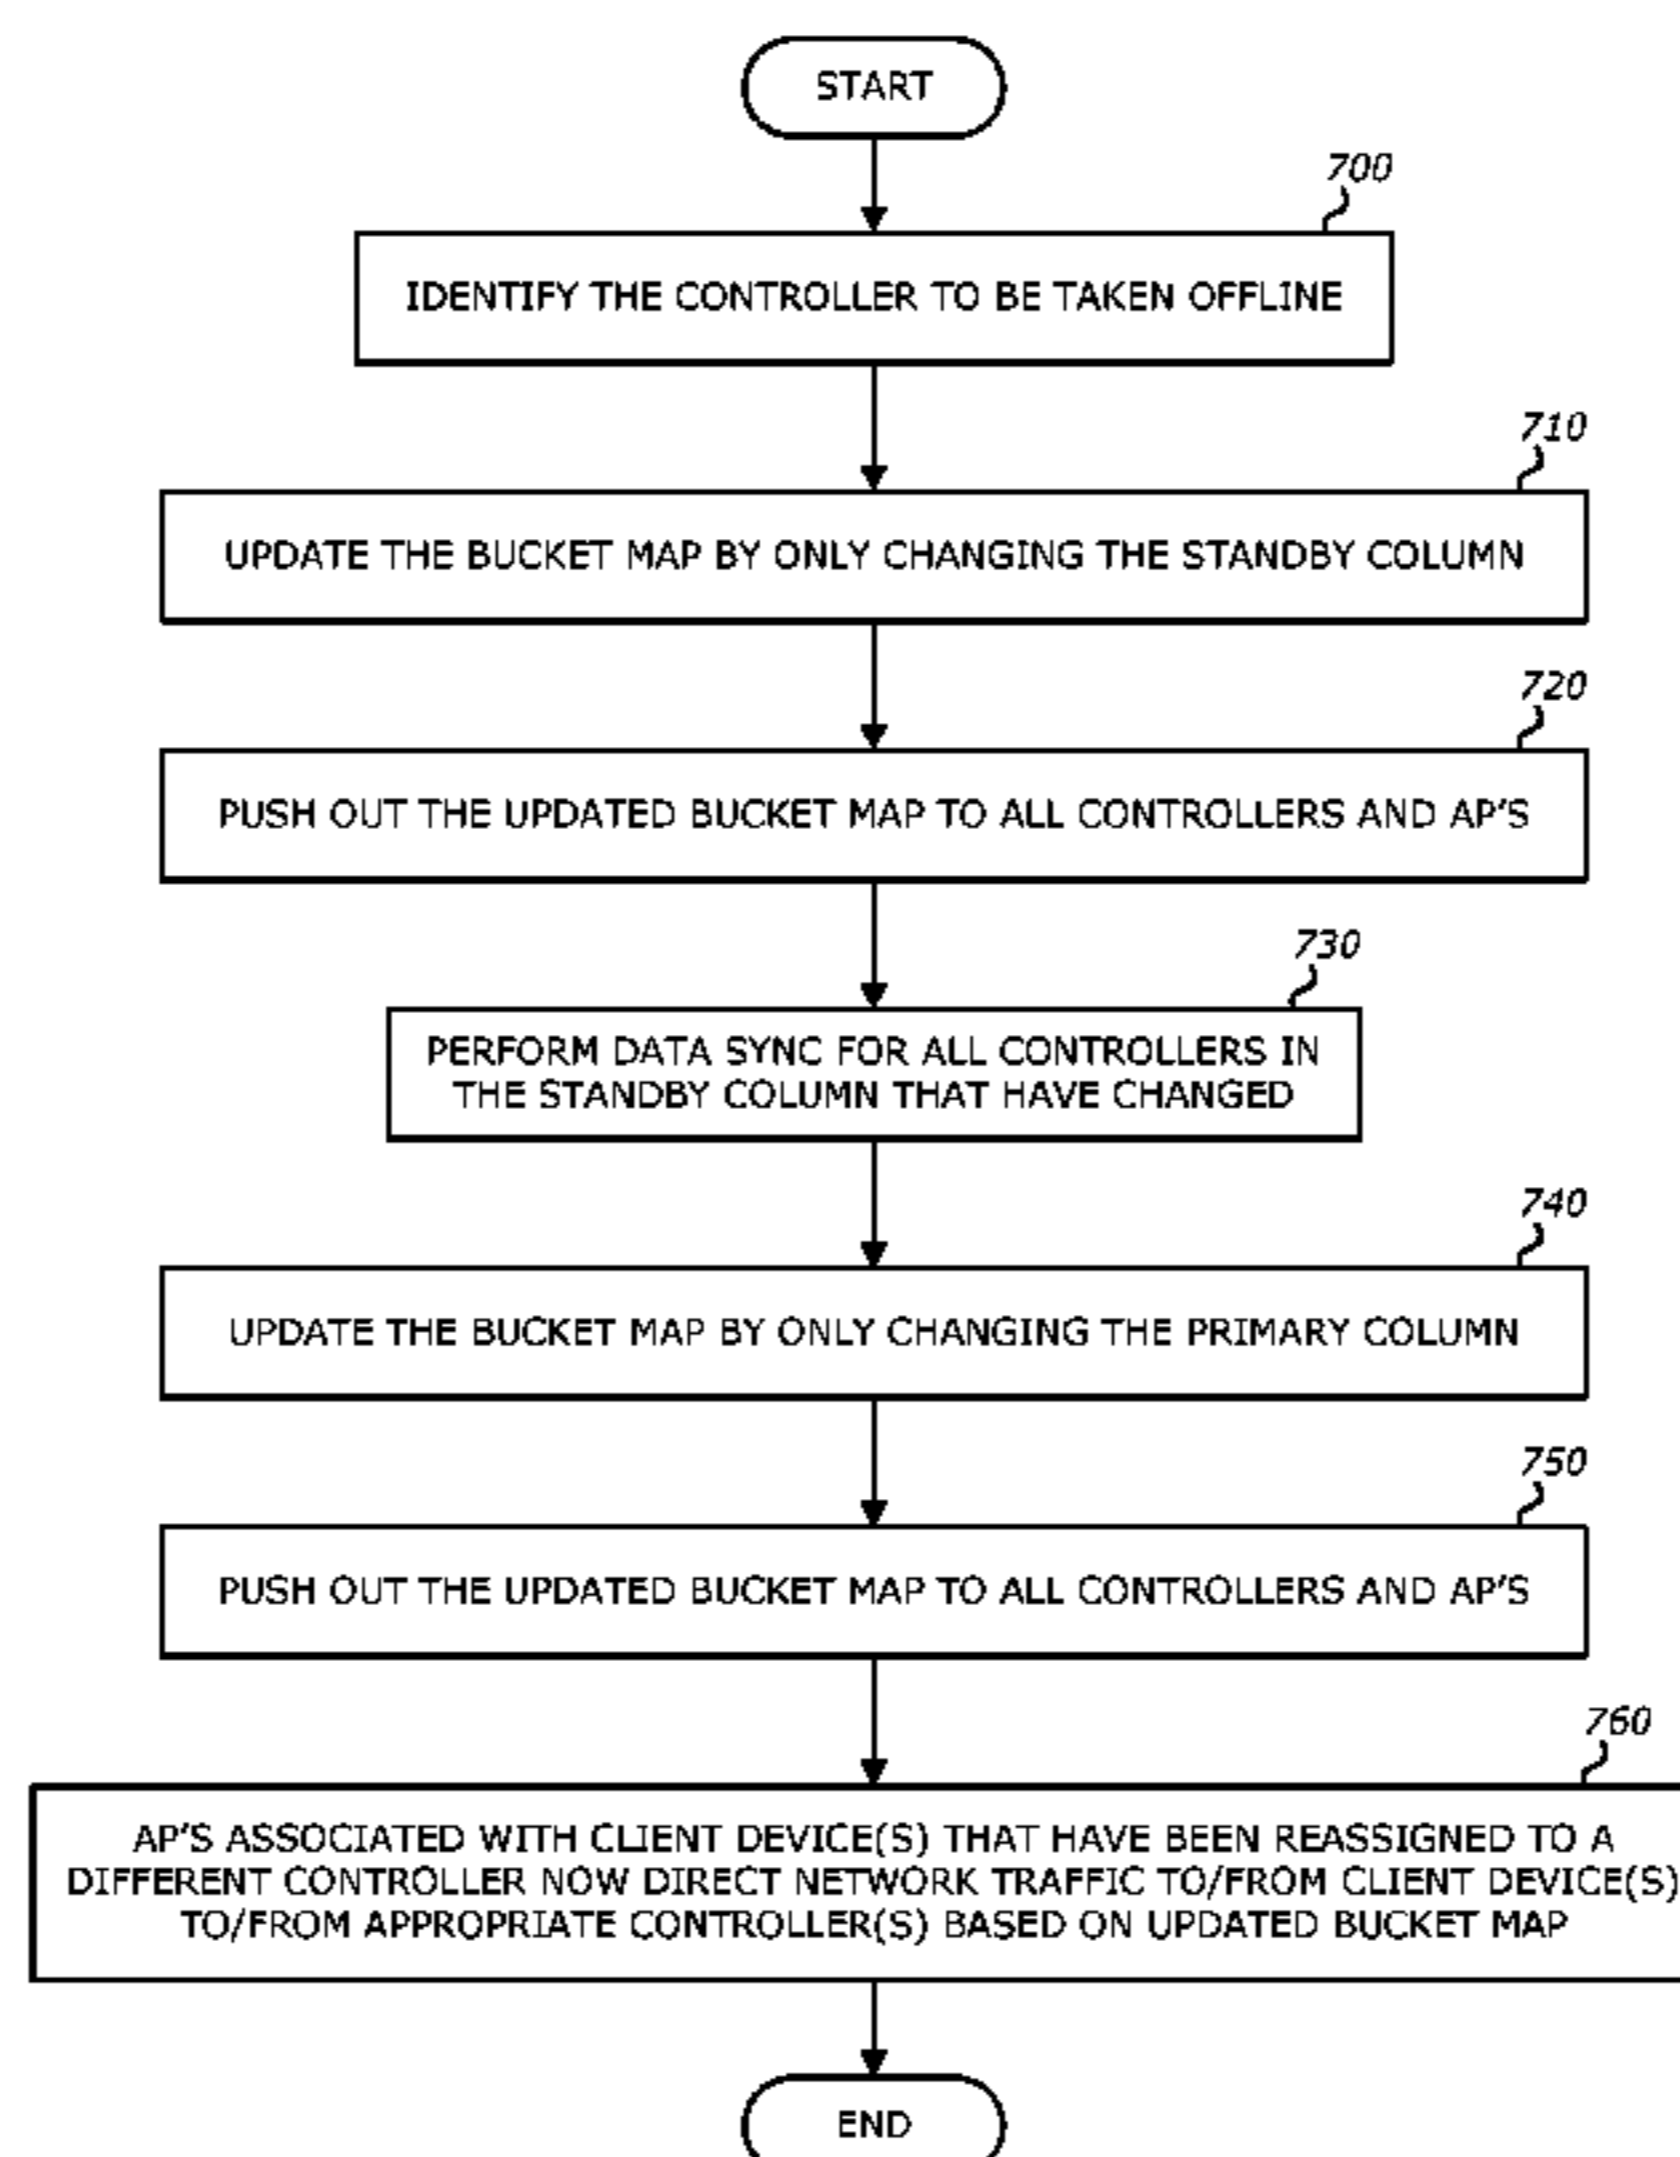 START
700
IDENTIFY THE CONTROLLER TO BE TAKEN OFFLINE
710
UPDATE THE BUCKET MAP BY ONLY CHANGING THE STANDBY COLUMN
720
PUSH OUT THE UPDATED BUCKET MAP TO ALL CONTROLLERS AND AP'S
730
PERFORM DATA SYNC FOR ALL CONTROLLERS IN
THE STANDBY COLUMN THAT HAVE CHANGED
740
UPDATE THE BUCKET MAP BY ONLY CHANGING THE PRIMARY COLUMN
750
PUSH OUT THE UPDATED BUCKET MAP TO ALL CONTROLLERS AND AP'S
760
AP'S ASSOCIATED WITH CLIENT DEVICE(S) THAT HAVE BEEN REASSIGNED TO A
DIFFERENT CONTROLLER NOW DIRECT NETWORK TRAFFIC TO/FROM CLIENT DEVICE(S)
TO/FROM APPROPRIATE CONTROLLER(S) BASED ON UPDATED BUCKET MAP
END